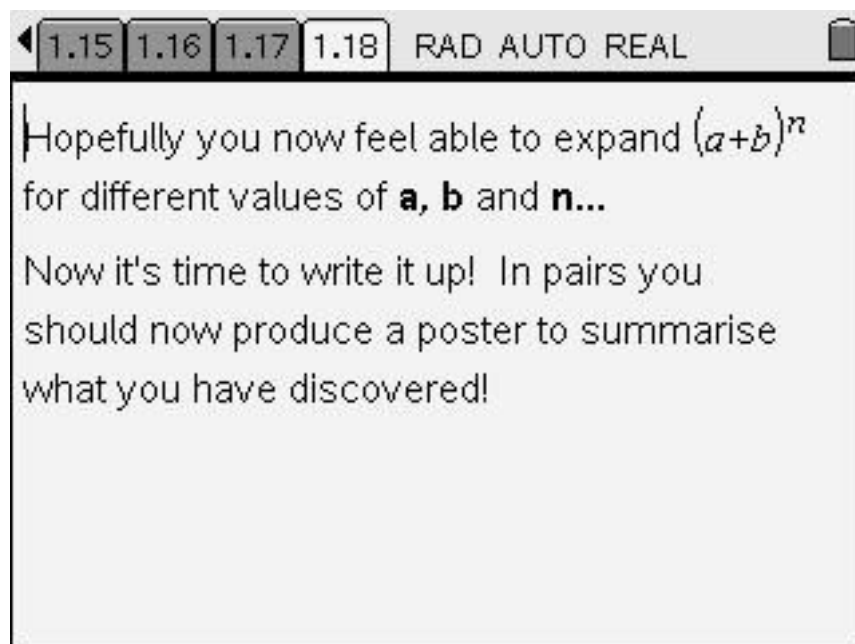 1.15 1.16 1.17 1.18 RAD AUTO REAL
Hopefully you now feel able to expand (a+b)ⁿ
for different values of a, b and n...
Now it's time to write it up! In pairs you
should now produce a poster to summarise
what you have discovered!